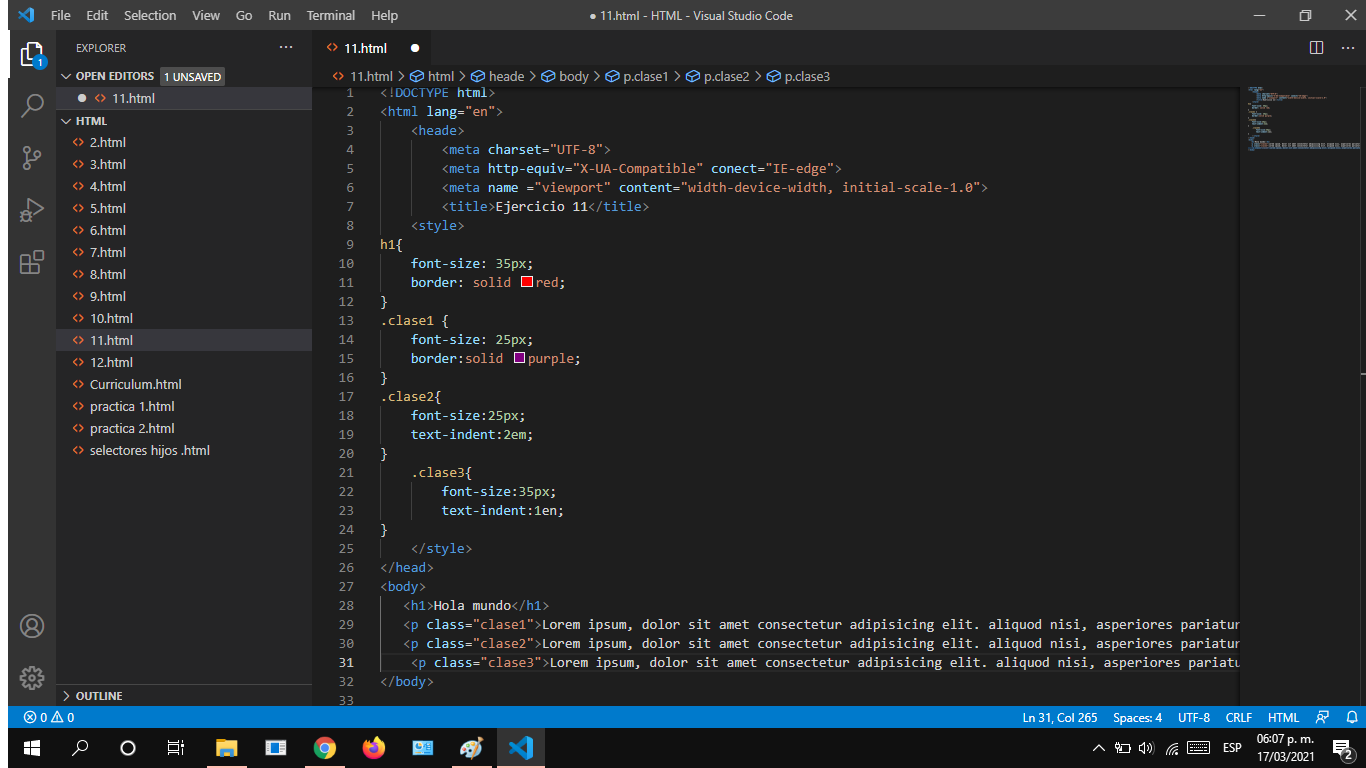 File Edit Selection View Go Run Terminal Help ● 11.html - HTML - Visual Studio Code
EXPLORER ···
11.html ●
OPEN EDITORS 1 UNSAVED
● 11.html
HTML
2.html
3.html
4.html
5.html
6.html
7.html
8.html
9.html
10.html
11.html
12.html
Curriculum.html
practica 1.html
practica 2.html
selectores hijos .html
OUTLINE
1
11.html > html > heade > body > p.clase1 > p.clase2 > p.clase3
1 <!DOCTYPE html>
2 <html lang="en">
3 <heade>
4 <meta charset="UTF-8">
5 <meta http-equiv="X-UA-Compatible" conect="IE-edge">
6 <meta name ="viewport" content="width-device-width, initial-scale-1.0">
7 <title>Ejercicio 11</title>
8 <style>
9 h1{
10 font-size: 35px;
11 border: solid red;
12 }
13 .clase1 {
14 font-size: 25px;
15 border:solid purple;
16 }
17 .clase2{
18 font-size:25px;
19 text-indent:2em;
20 }
21 .clase3{
22 font-size:35px;
23 text-indent:1en;
24 }
25 </style>
26 </head>
27 <body>
28 <h1>Hola mundo</h1>
29 <p class="clase1">Lorem ipsum, dolor sit amet consectetur adipisicing elit. aliquod nisi, asperiores pariatur
30 <p class="clase2">Lorem ipsum, dolor sit amet consectetur adipisicing elit. aliquod nisi, asperiores pariatur
31 <p class="clase3">Lorem ipsum, dolor sit amet consectetur adipisicing elit. aliquod nisi, asperiores pariatu
32 </body>
33
0 0 Ln 31, Col 265 Spaces: 4 UTF-8 CRLF HTML
ESP 06:07 p. m.
17/03/2021 2